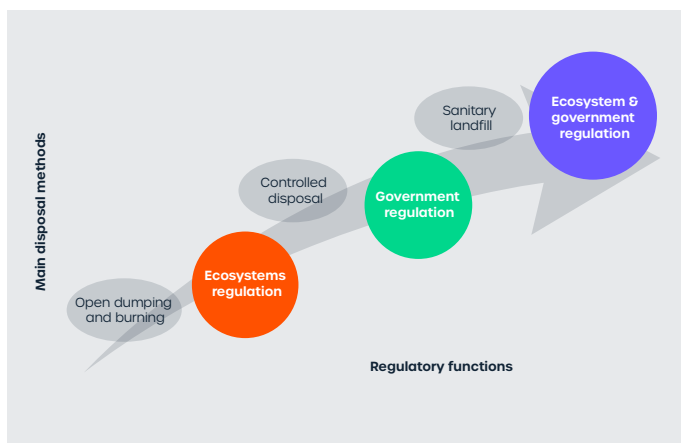 Main disposal methods
Open dumping
and burning
Ecosystems
regulation
Controlled
disposal
Government
regulation
Sanitary
landfill
Ecosystem &
government
regulation
Regulatory functions